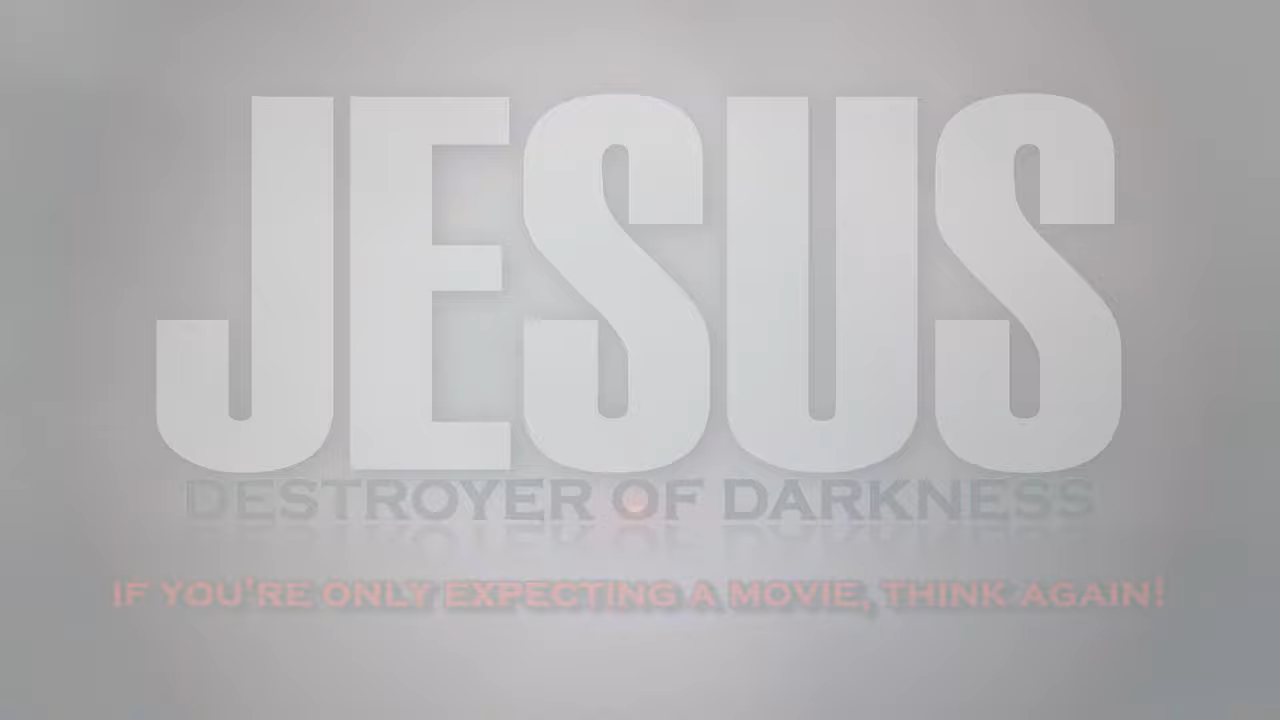 JESUS
DESTROYER OF DARKNESS
IF YOU'RE ONLY EXPECTING A MOVIE, THINK AGAIN!